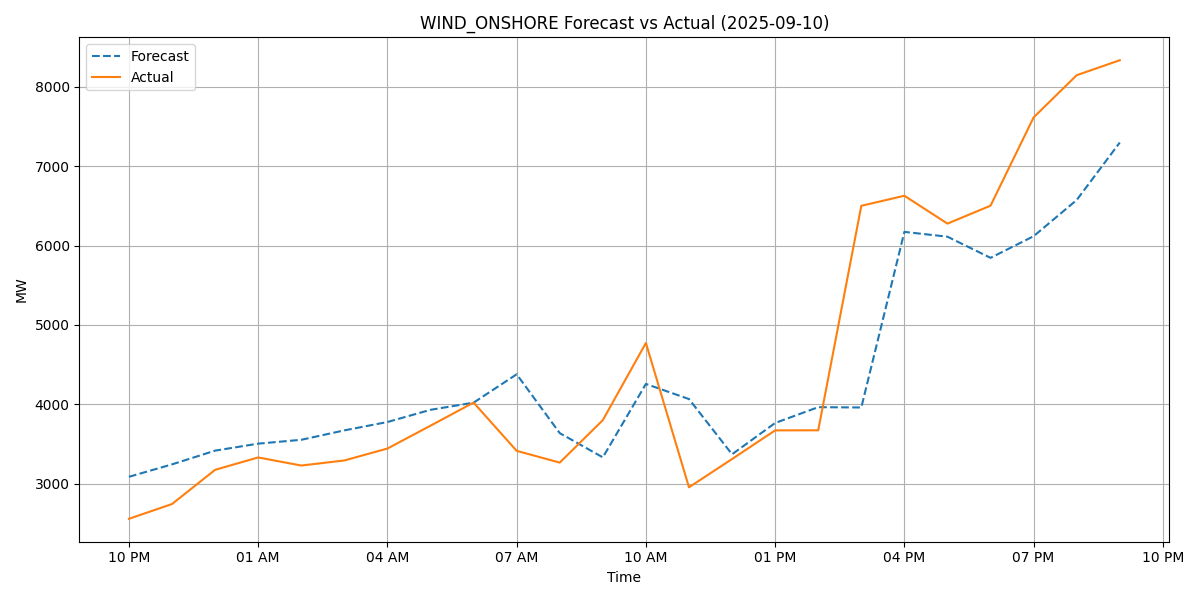 WIND_ONSHORE Forecast vs Actual (2025-09-10)
Forecast
Actual
8000
7000
6000
5000
4000
3000
MW
10 PM 01 AM 04 AM 07 AM 10 AM 01 PM 04 PM 07 PM 10 PM
Time